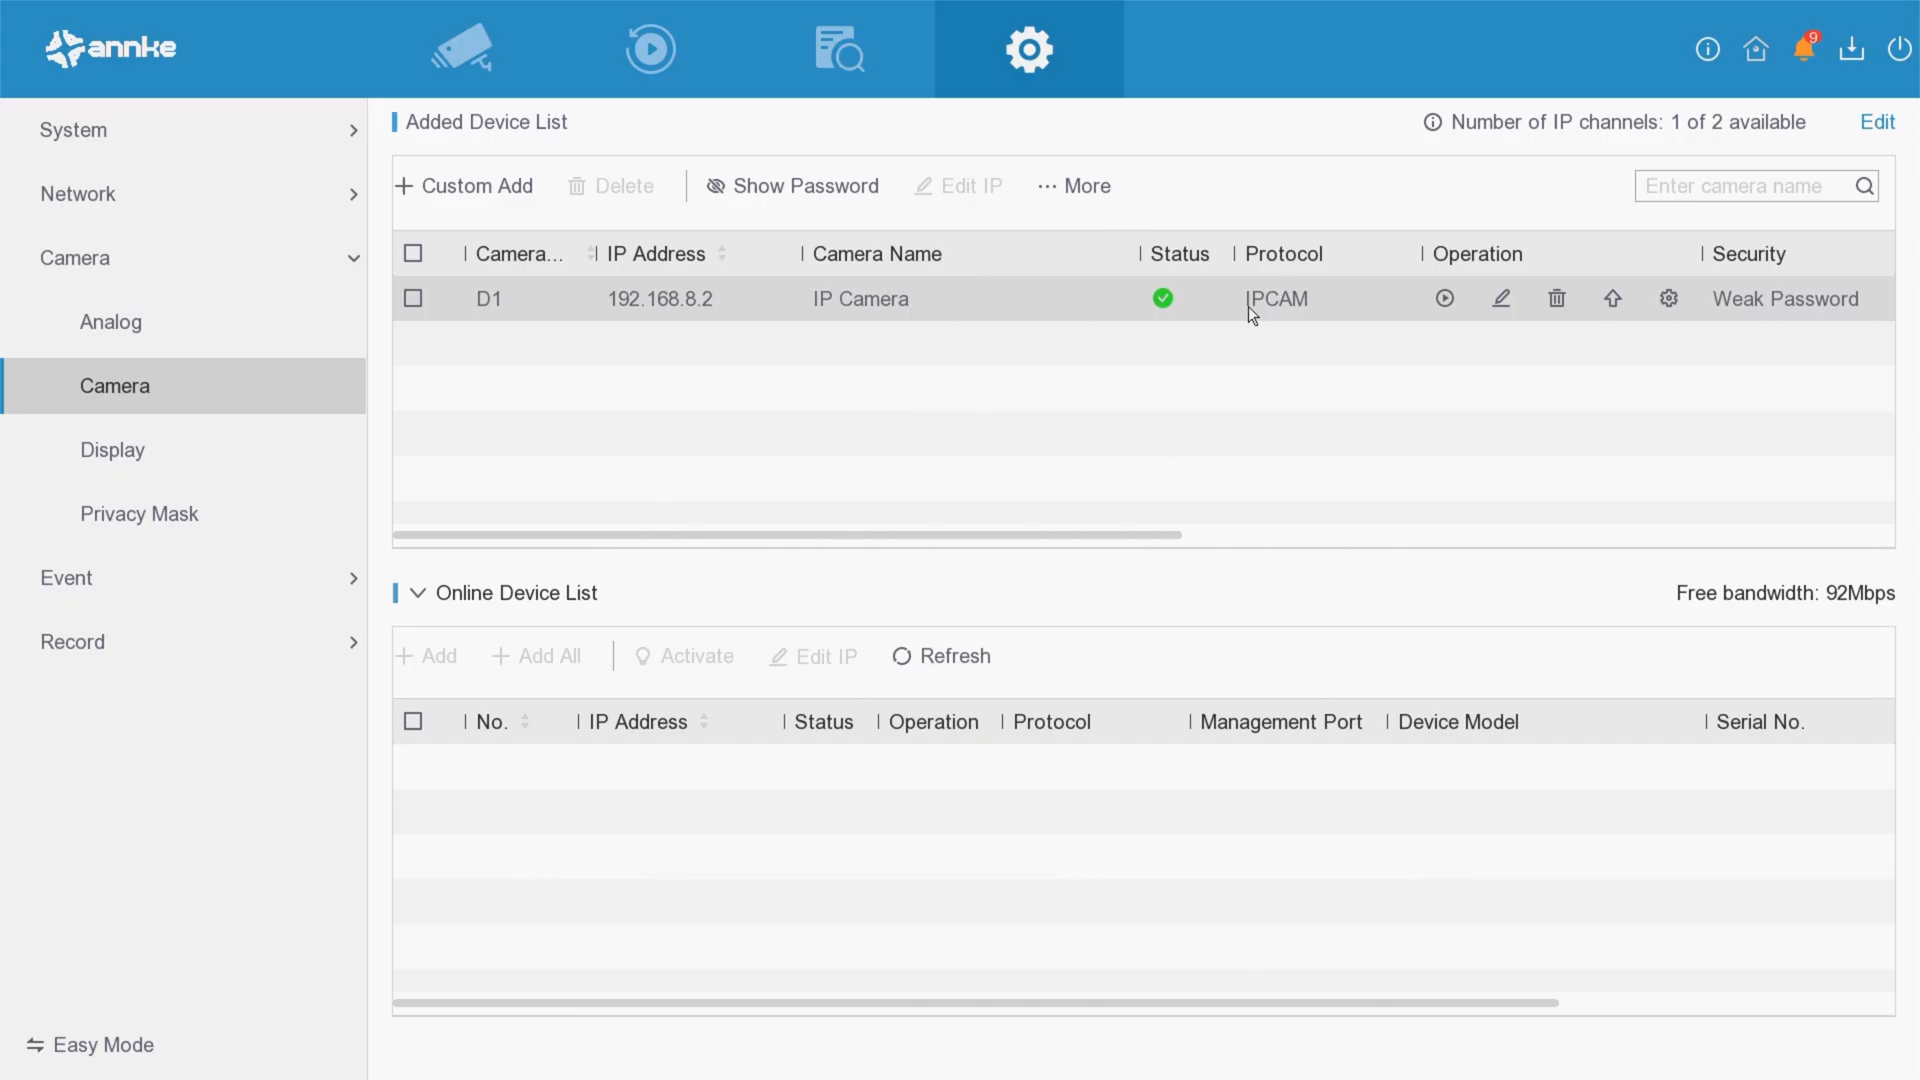 annke
9
System
Network
Camera
Analog
Camera
Display
Privacy Mask
Event
Record
Easy Mode
Added Device List
Number of IP channels: 1 of 2 available
Edit
Custom Add
Delete
Show Password
Edit IP
More
Enter camera name
Camera... IP Address Camera Name Status Protocol Operation Security
D1 192.168.8.2 IP Camera IPCAM Weak Password
Online Device List
Free bandwidth: 92Mbps
Add
Add All
Activate
Edit IP
Refresh
No. IP Address Status Operation Protocol Management Port Device Model Serial No.